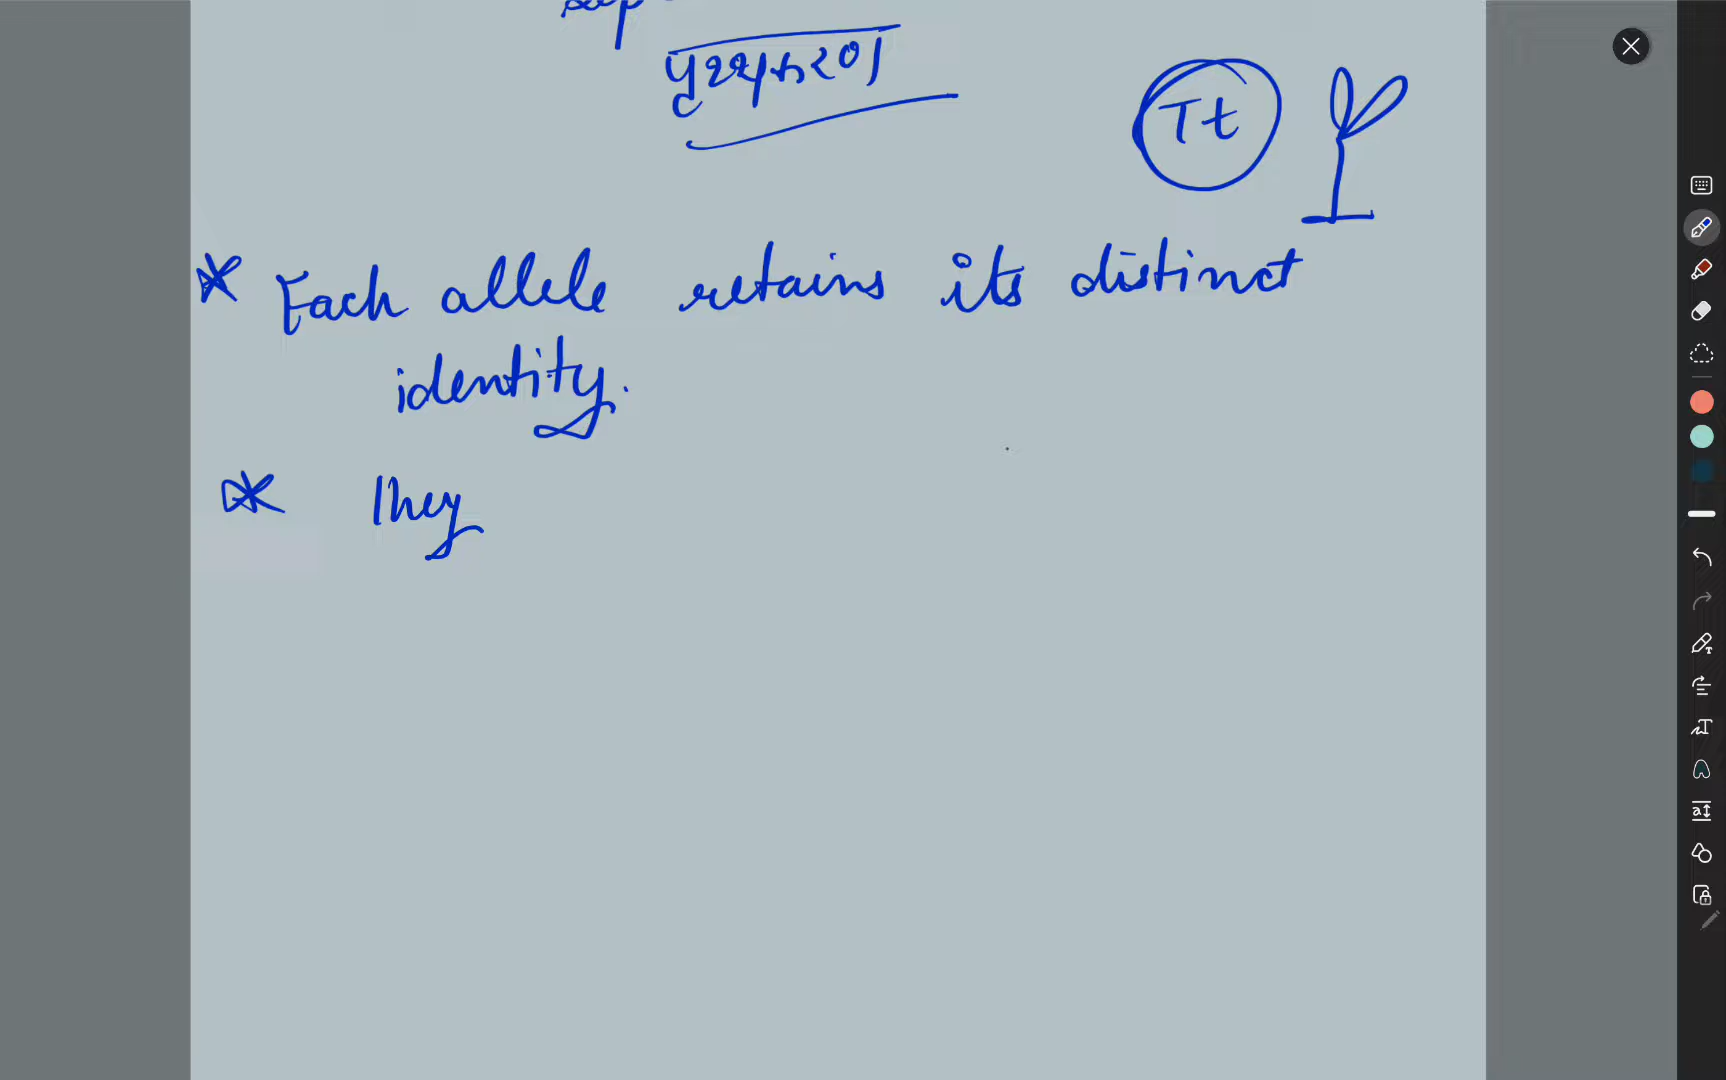 Tt
* Each allele retains its distinct
identity.
* They